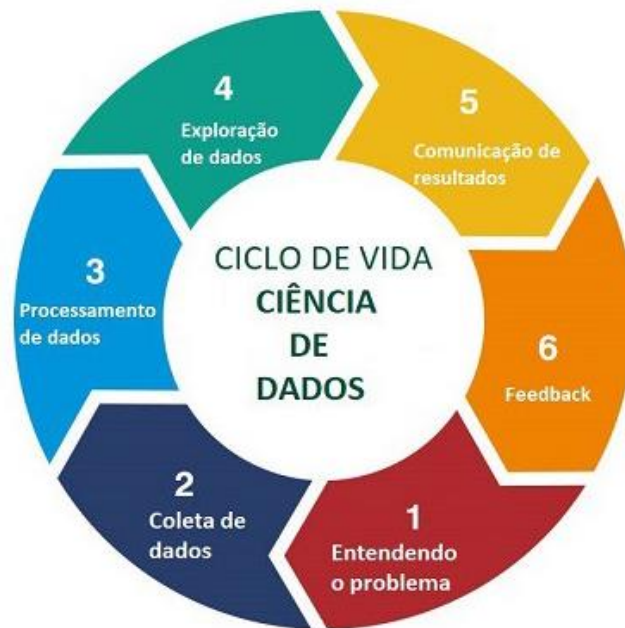 CICLO DE VIDA
CIÊNCIA
DE
DADOS
1
Entendendo
o problema
2
Coleta de
dados
3
Processamento
de dados
4
Exploração
de dados
5
Comunicação de
resultados
6
Feedback